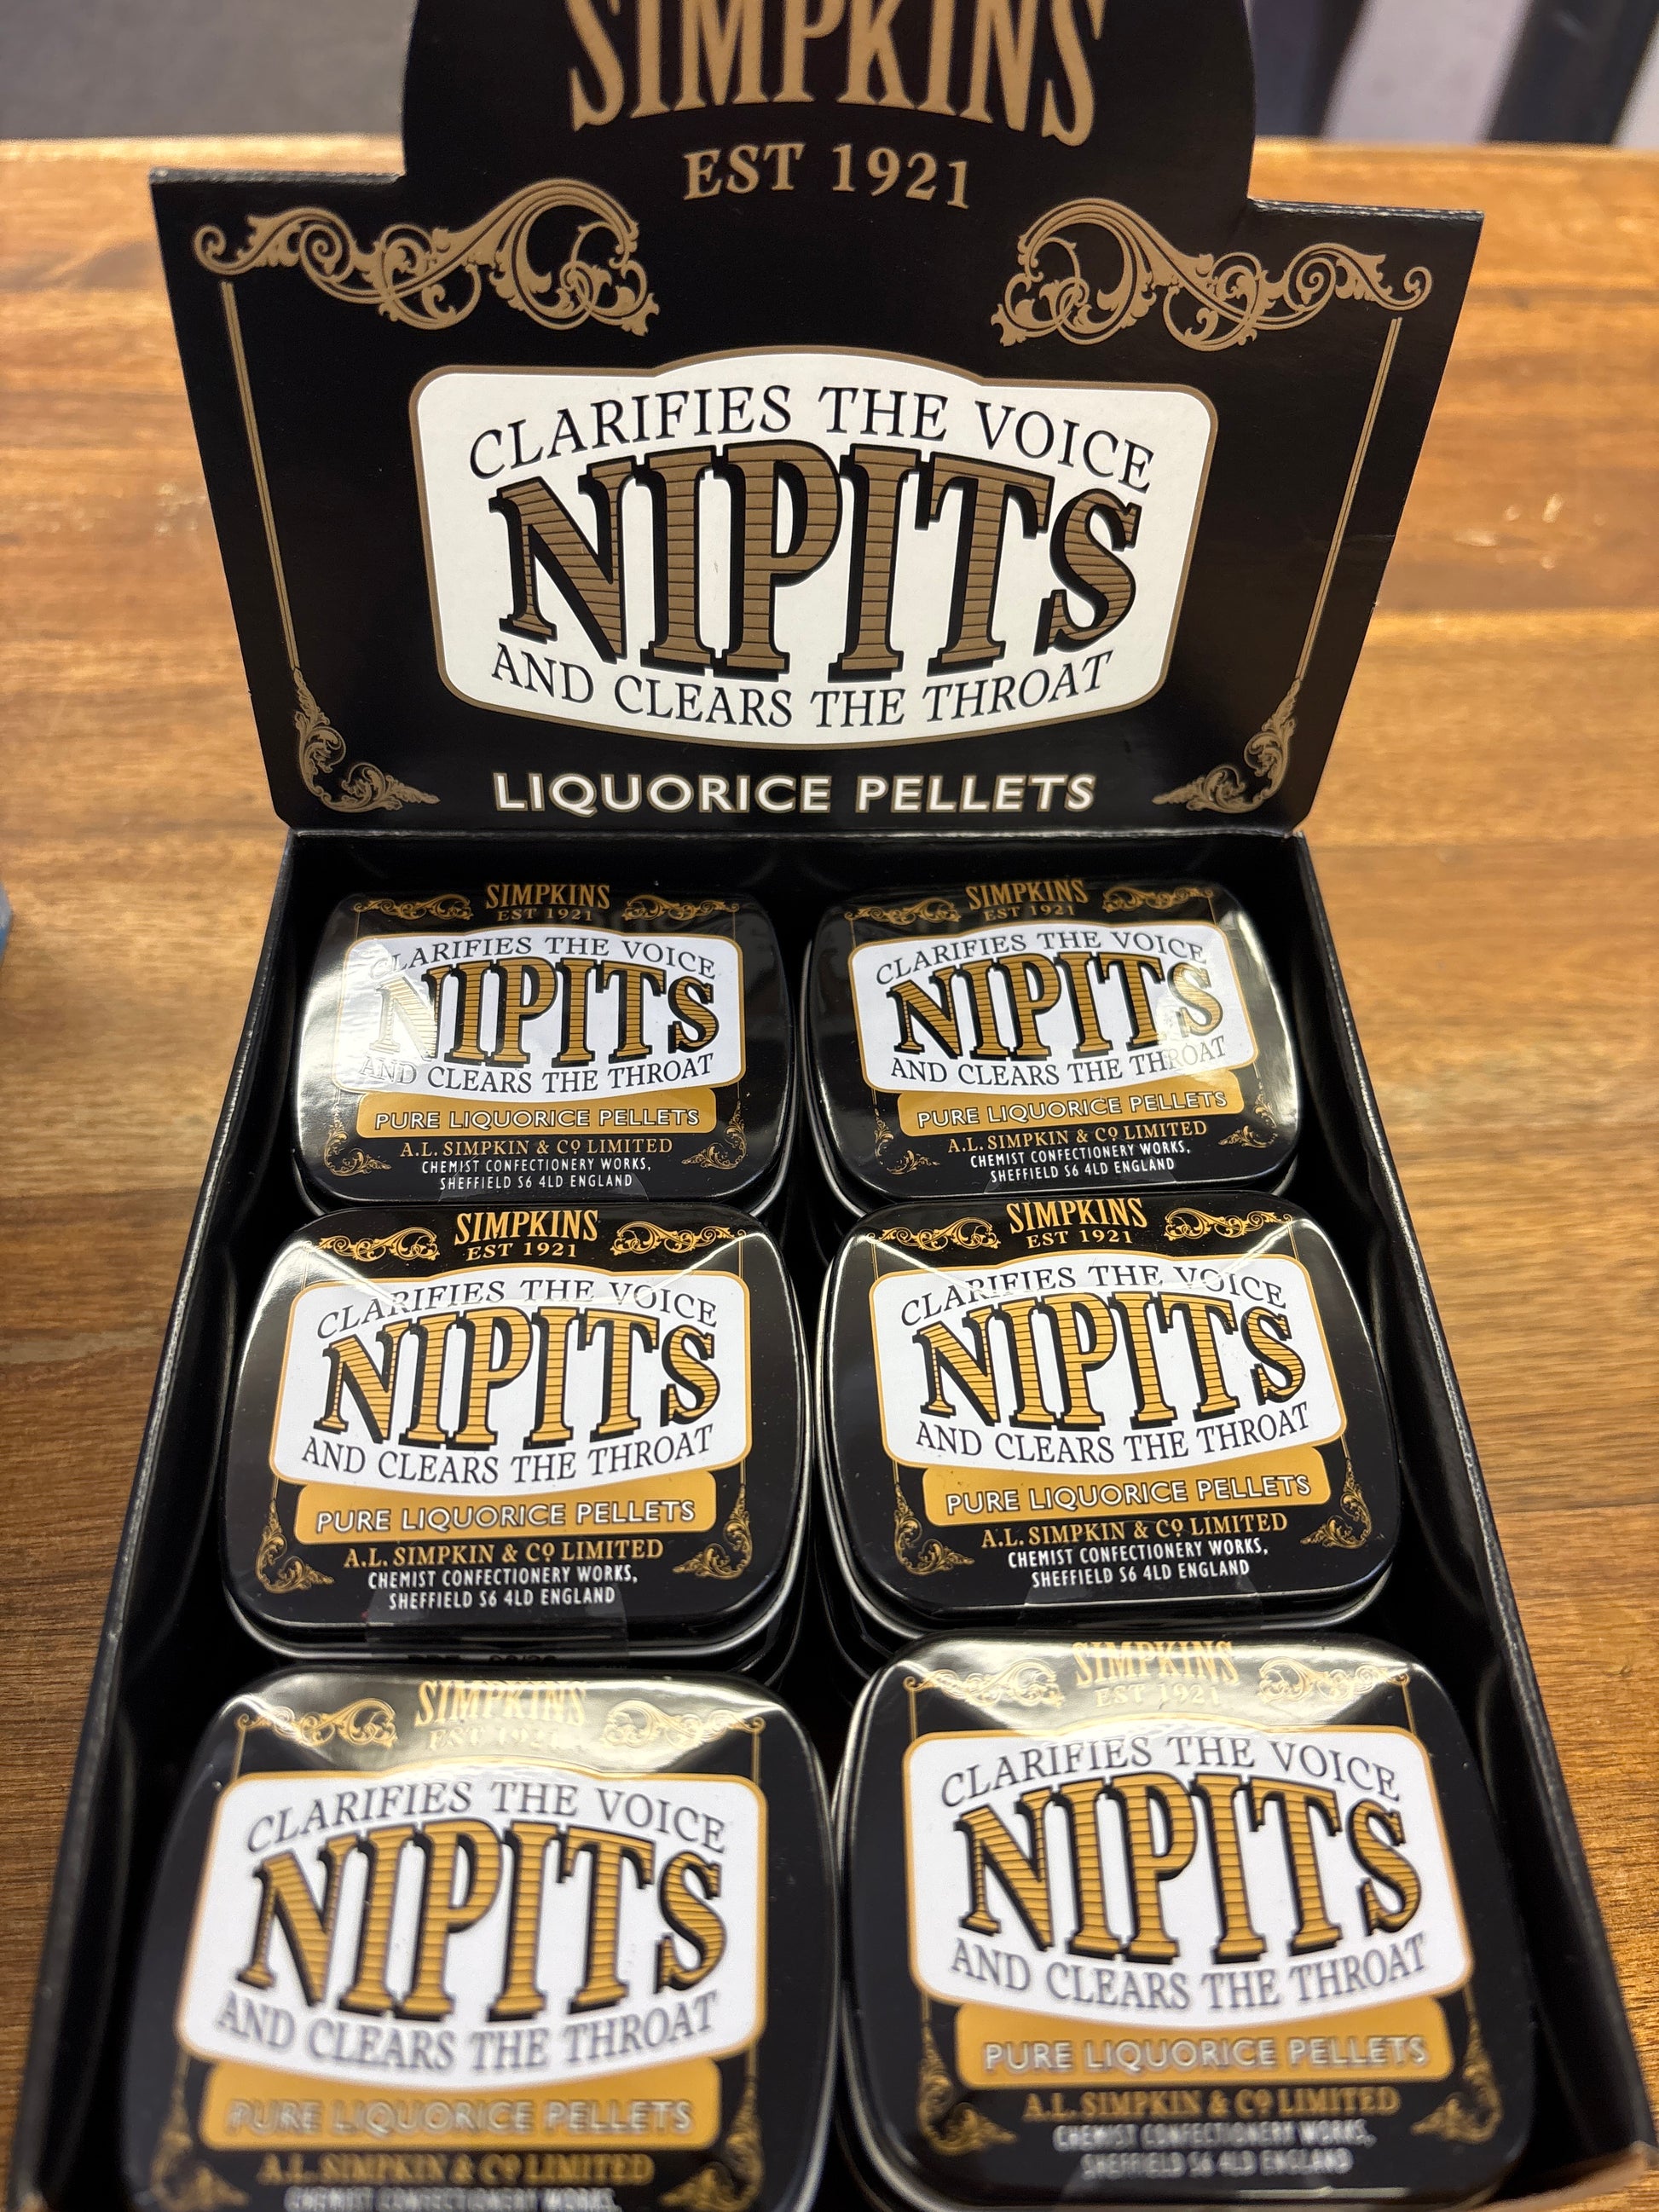 SIMPKINS
EST 1921
CLARIFIES THE VOICE
NIPITS
AND CLEARS THE THROAT
LIQUORICE PELLETS
SIMPKINS
EST 1921
CLARIFIES THE VOICE
NIPITS
AND CLEARS THE THROAT
PURE LIQUORICE PELLETS
A.L. SIMPKIN & Cº LIMITED
CHEMIST CONFECTIONERY WORKS,
SHEFFIELD S6 4LD ENGLAND
SIMPKINS
EST 1921
CLARIFIES THE VOICE
NIPITS
AND CLEARS THE THROAT
PURE LIQUORICE PELLETS
A.L. SIMPKIN & Cº LIMITED
CHEMIST CONFECTIONERY WORKS,
SHEFFIELD S6 4LD ENGLAND
SIMPKINS
EST 1921
CLARIFIES THE VOICE
NIPITS
AND CLEARS THE THROAT
PURE LIQUORICE PELLETS
A.L. SIMPKIN & Cº LIMITED
CHEMIST CONFECTIONERY WORKS,
SHEFFIELD S6 4LD ENGLAND
SIMPKINS
EST 1921
CLARIFIES THE VOICE
NIPITS
AND CLEARS THE THROAT
PURE LIQUORICE PELLETS
A.L. SIMPKIN & Cº LIMITED
CHEMIST CONFECTIONERY WORKS,
SHEFFIELD S6 4LD ENGLAND
SIMPKINS
EST 1921
CLARIFIES THE VOICE
NIPITS
AND CLEARS THE THROAT
PURE LIQUORICE PELLETS
A.L. SIMPKIN & Cº LIMITED
CHEMIST CONFECTIONERY WORKS,
SIMPKINS
EST 1921
CLARIFIES THE VOICE
NIPITS
AND CLEARS THE THROAT
PURE LIQUORICE PELLETS
A.L. SIMPKIN & Cº LIMITED
CHEMIST CONFECTIONERY WORKS,
SHEFFIELD S6 4LD ENGLAND